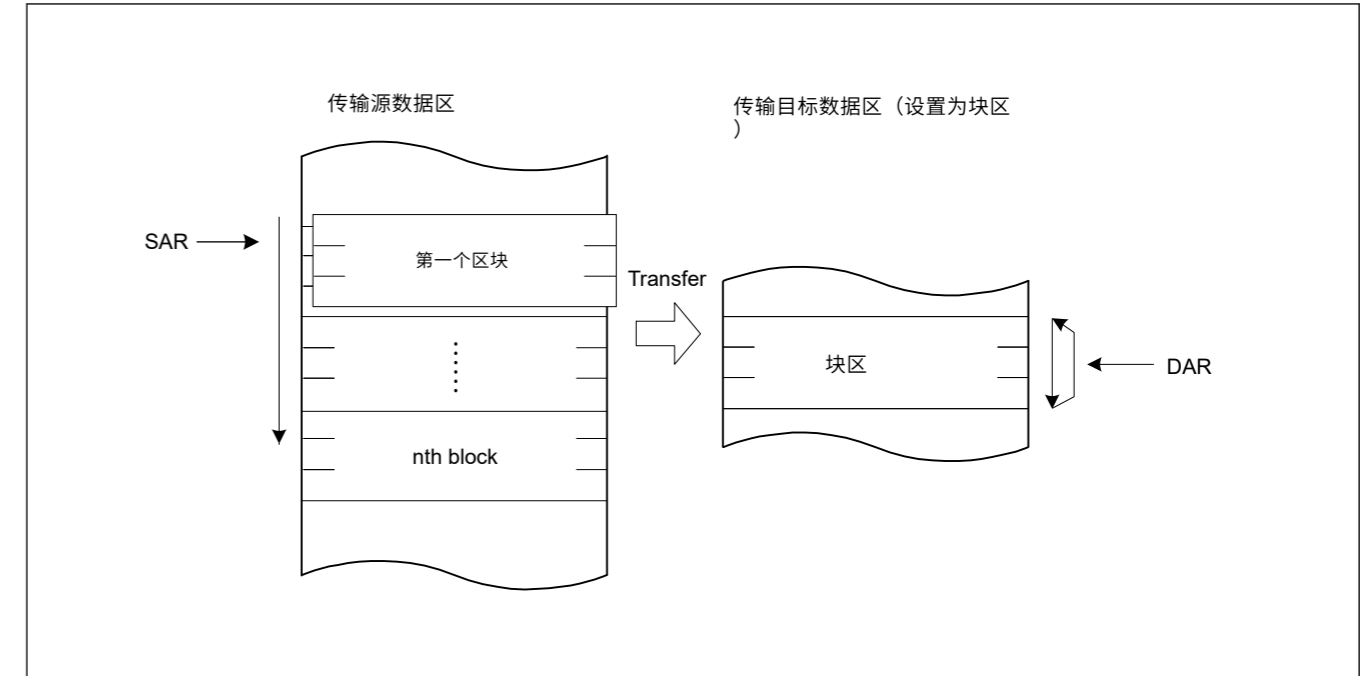 传输源数据区
传输目标数据区（设置为块区
）
SAR
第一个区块
Transfer
块区
DAR
nth block